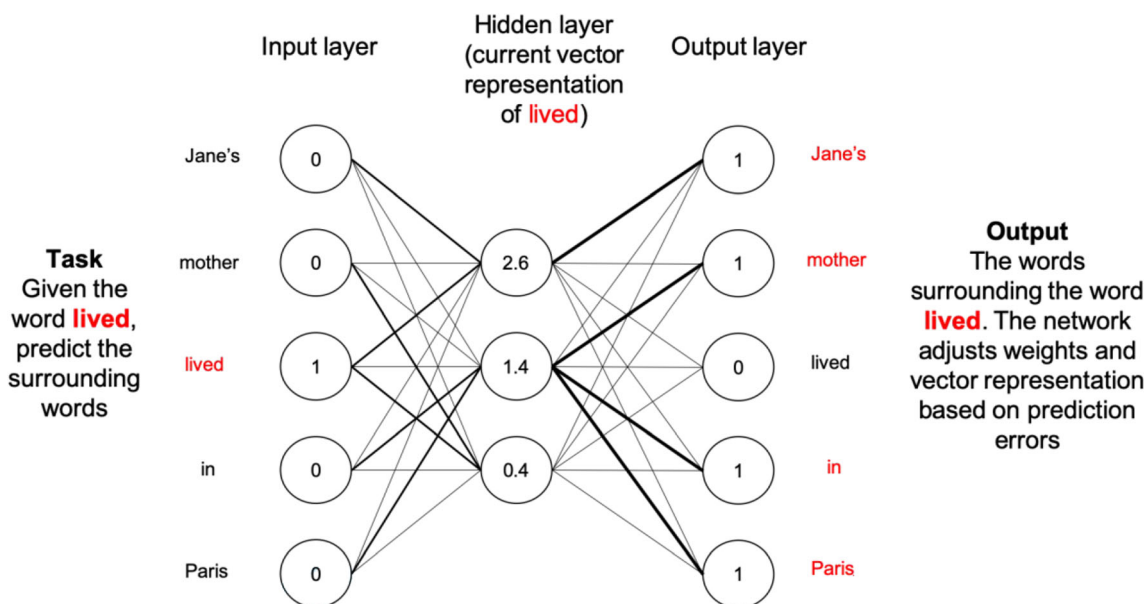 Input layer
Hidden layer
(current vector
representation
of lived)
Output layer
Task
Given the
word lived,
predict the
surrounding
words
Jane's
mother
lived
in
Paris
0
0
1
0
0
2.6
1.4
0.4
1
1
0
1
1
Jane's
mother
lived
in
Paris
Output
The words
surrounding the word
lived. The network
adjusts weights and
vector representation
based on prediction
errors